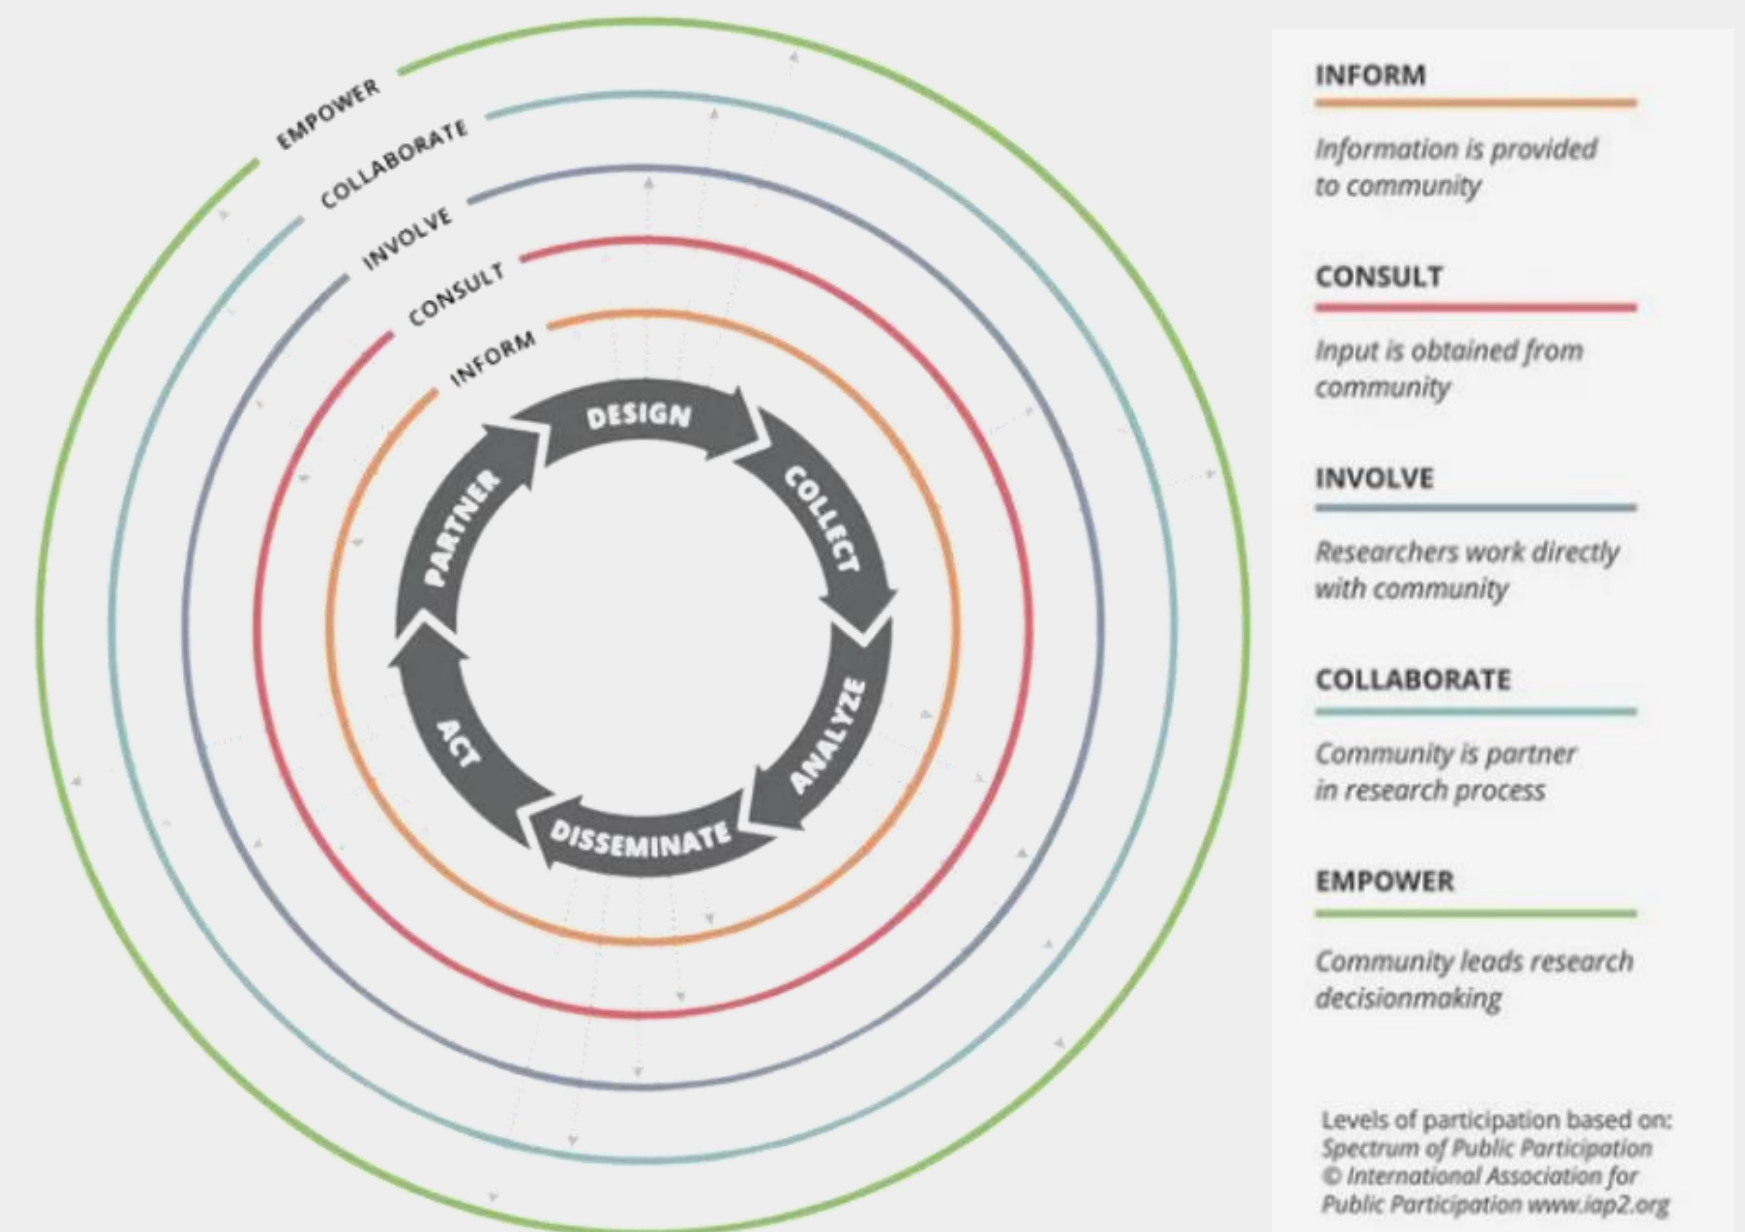 EMPOWER
COLLABORATE
INVOLVE
CONSULT
INFORM
DESIGN
COLLECT
ANALYZE
DISSEMINATE
ACT
PARTNER
INFORM
Information is provided
to community
CONSULT
Input is obtained from
community
INVOLVE
Researchers work directly
with community
COLLABORATE
Community is partner
in research process
EMPOWER
Community leads research
decisionmaking
Levels of participation based on:
Spectrum of Public Participation
© International Association for
Public Participation www.iap2.org